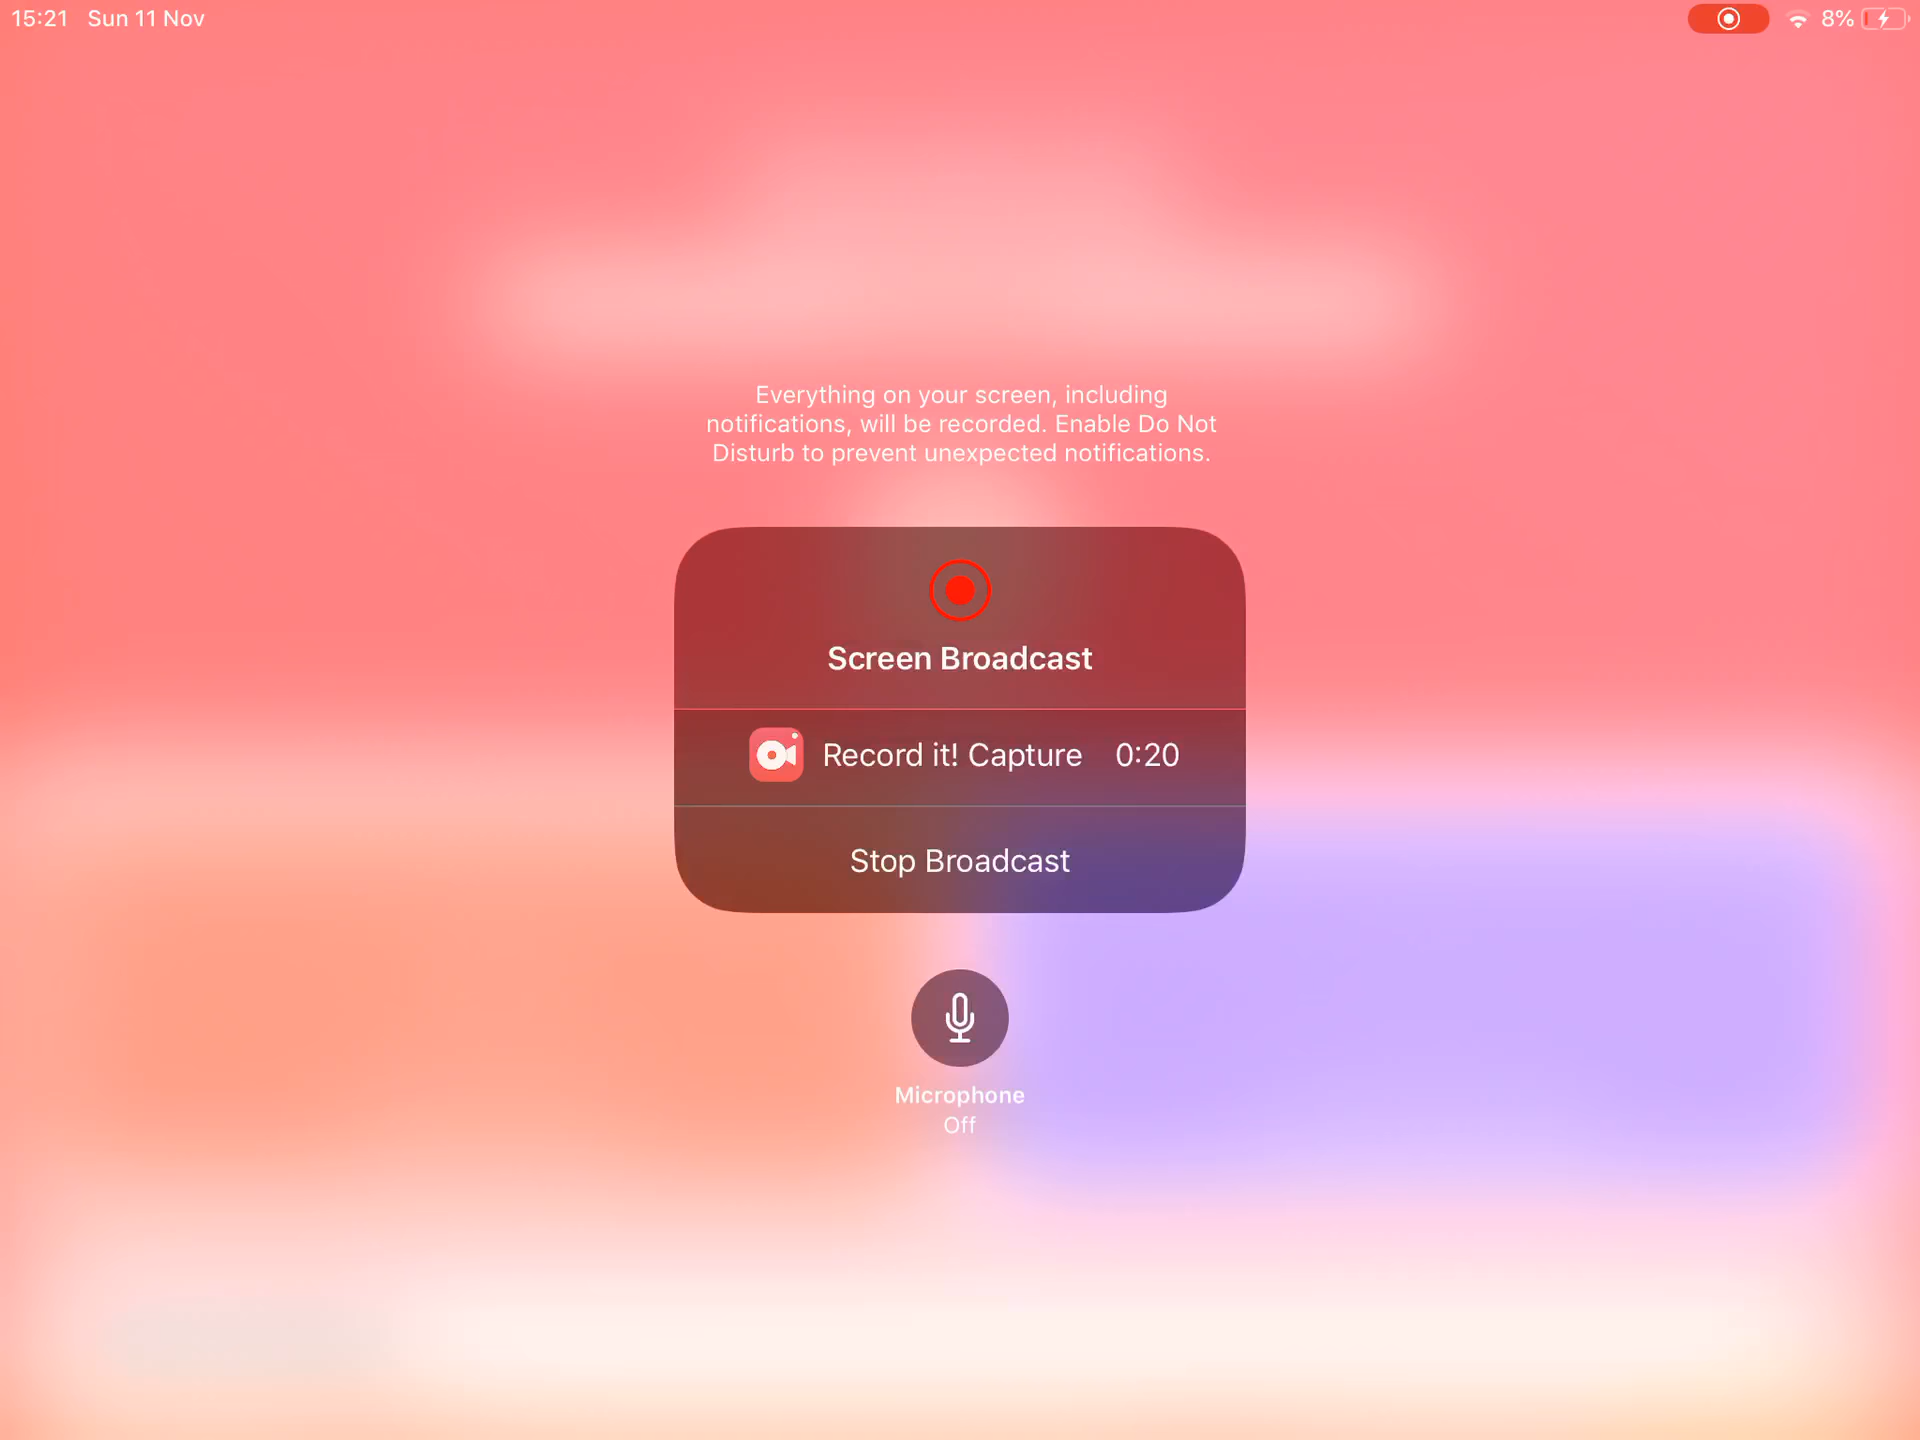 15:21 Sun 11 Nov
8%
Everything on your screen, including
notifications, will be recorded. Enable Do Not
Disturb to prevent unexpected notifications.
Screen Broadcast
Record it! Capture 0:20
Stop Broadcast
Microphone
Off